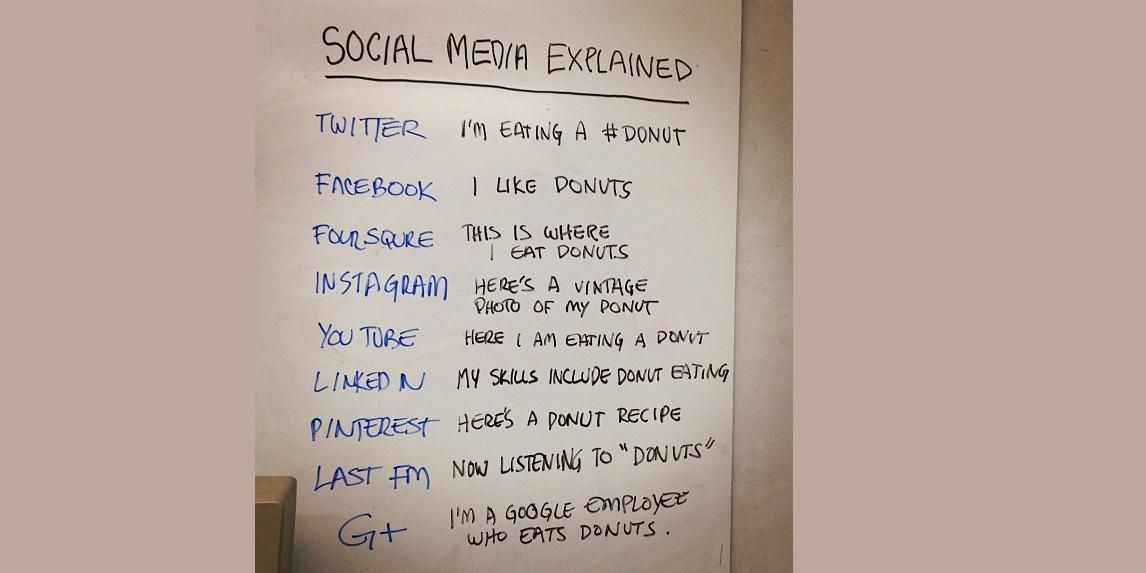 SOCIAL MEDIA EXPLAINED
TWITTER I'M EATING A #DONUT
FACEBOOK I LIKE DONUTS
FOURSQURE THIS IS WHERE
I EAT DONUTS
INSTAGRAM HERE'S A VINTAGE
PHOTO OF MY DONUT
YOU TUBE HERE I AM EATING A DONUT
LINKED IN MY SKILLS INCLUDE DONUT EATING
PINTEREST HERE'S A DONUT RECIPE
LAST FM NOW LISTENING TO "DONUTS"
G+ I'M A GOOGLE EMPLOYEE
WHO EATS DONUTS.